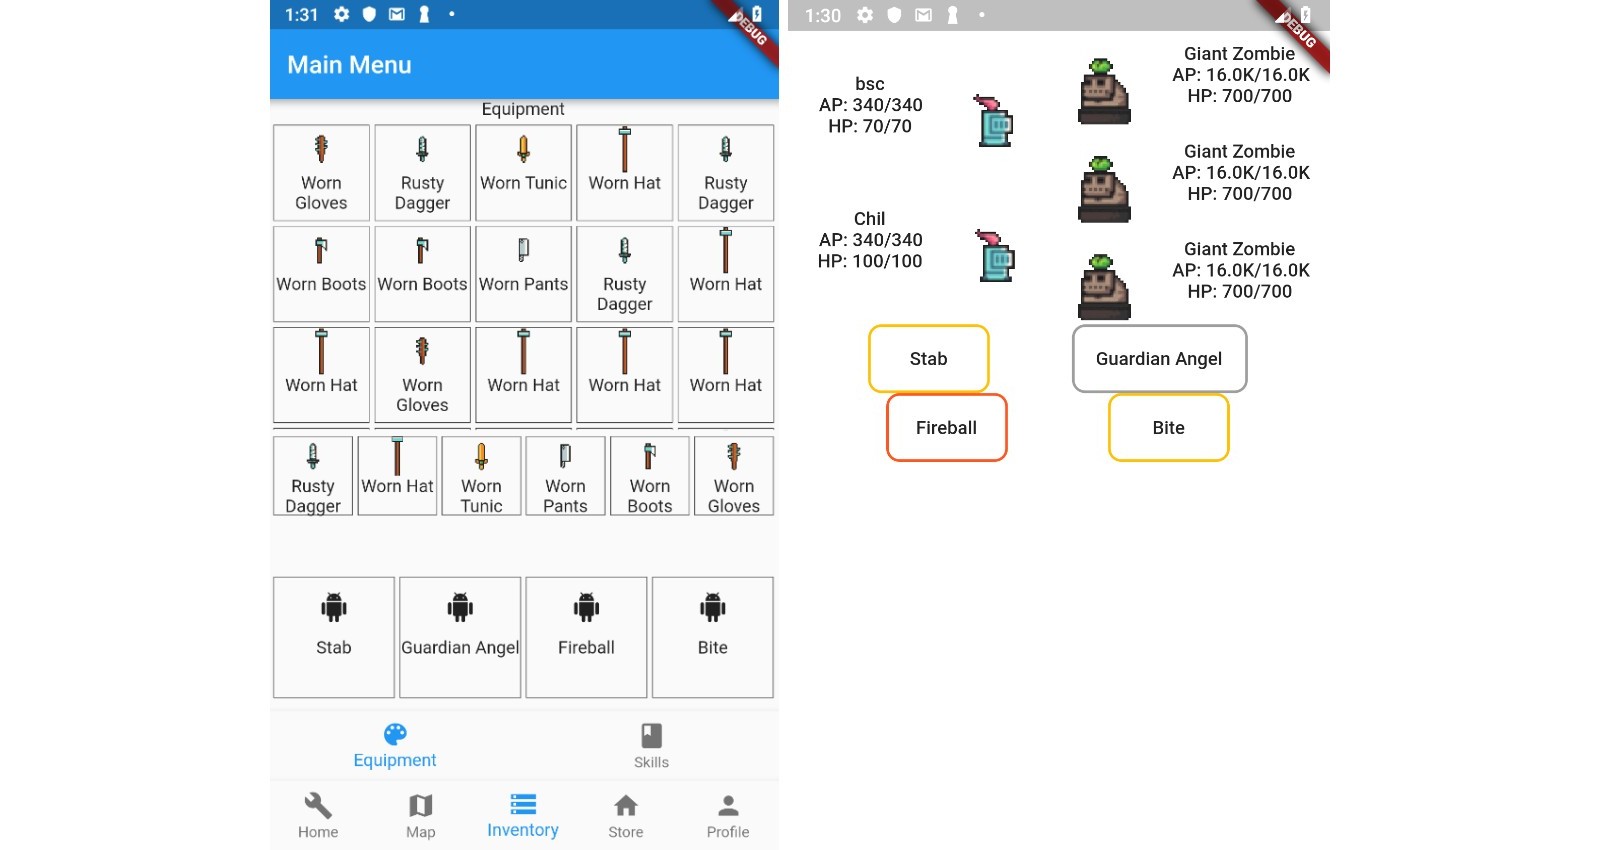 1:31
DEBUG
Main Menu
Equipment
Worn Gloves
Rusty Dagger
Worn Tunic
Worn Hat
Rusty Dagger
Worn Boots
Worn Boots
Worn Pants
Rusty Dagger
Worn Hat
Worn Hat
Worn Gloves
Worn Hat
Worn Hat
Worn Hat
Rusty Dagger
Worn Hat
Worn Tunic
Worn Pants
Worn Boots
Worn Gloves
Stab
Guardian Angel
Fireball
Bite
Equipment
Skills
Home
Map
Inventory
Store
Profile
1:30
DEBUG
bsc
AP: 340/340
HP: 70/70
Chil
AP: 340/340
HP: 100/100
Giant Zombie
AP: 16.0K/16.0K
HP: 700/700
Giant Zombie
AP: 16.0K/16.0K
HP: 700/700
Giant Zombie
AP: 16.0K/16.0K
HP: 700/700
Stab
Guardian Angel
Fireball
Bite